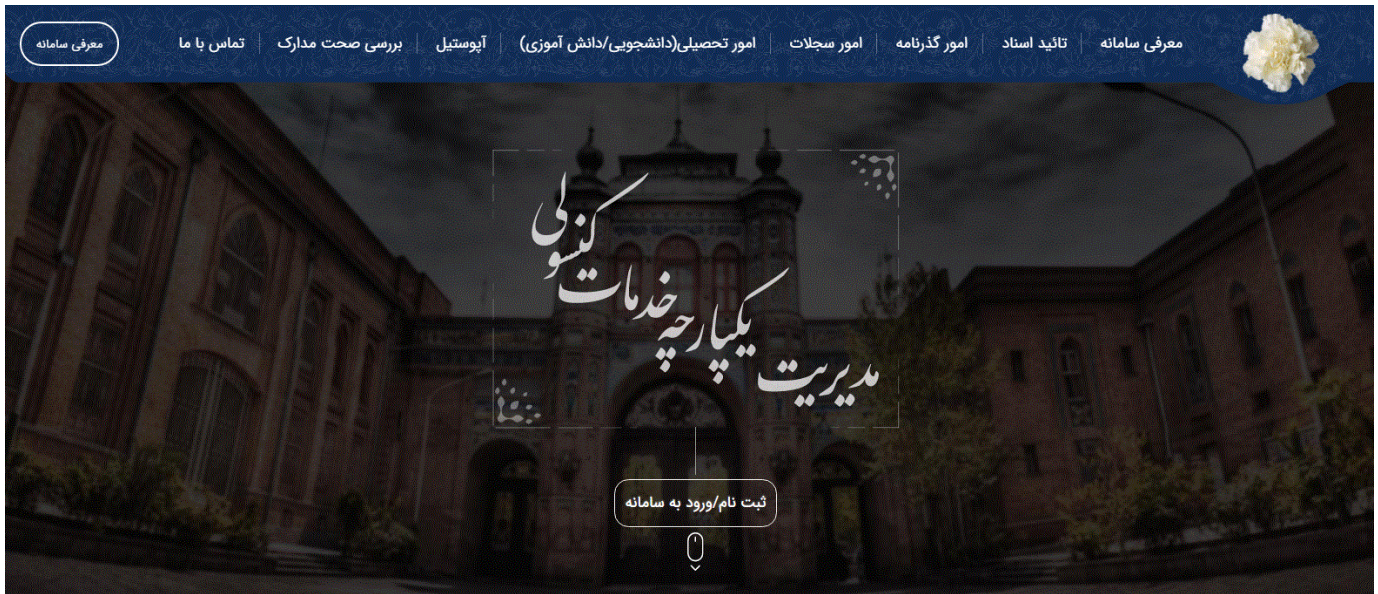 معرفی سامانه
تائید اسناد
امور گذرنامه
امور سجلات
امور تحصیلی(دانشجویی/دانش آموزی)
آپوستیل
بررسی صحت مدارک
تماس با ما
معرفی سامانه
مدیریت یکپارچه خدمات کنسولی
ثبت نام/ورود به سامانه